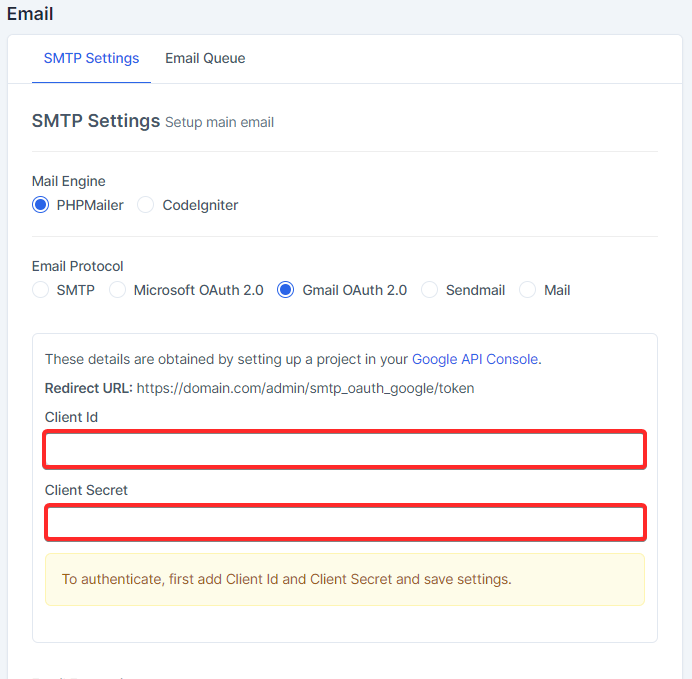 Email
SMTP Settings Email Queue
SMTP Settings Setup main email
Mail Engine
PHPMailer CodeIgniter
Email Protocol
SMTP Microsoft OAuth 2.0 Gmail OAuth 2.0 Sendmail Mail
These details are obtained by setting up a project in your Google API Console.
Redirect URL: https://domain.com/admin/smtp_oauth_google/token
Client Id
Client Secret
To authenticate, first add Client Id and Client Secret and save settings.